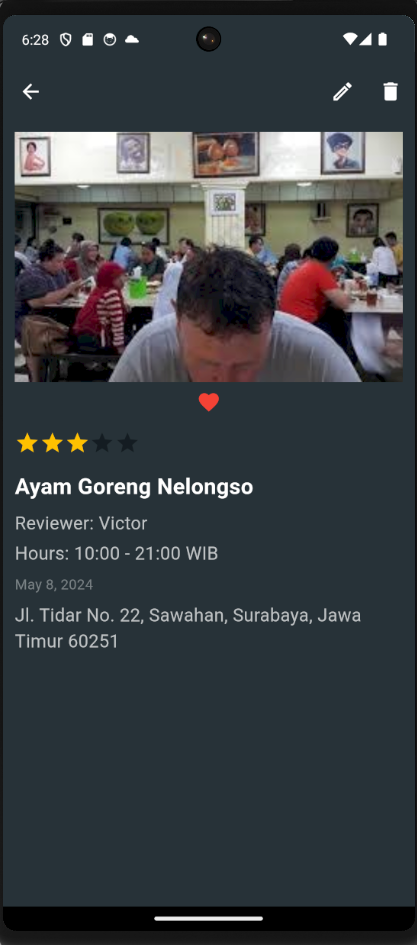 6:28
Ayam Goreng Nelongso
Reviewer: Victor
Hours: 10:00 - 21:00 WIB
May 8, 2024
Jl. Tidar No. 22, Sawahan, Surabaya, Jawa
Timur 60251